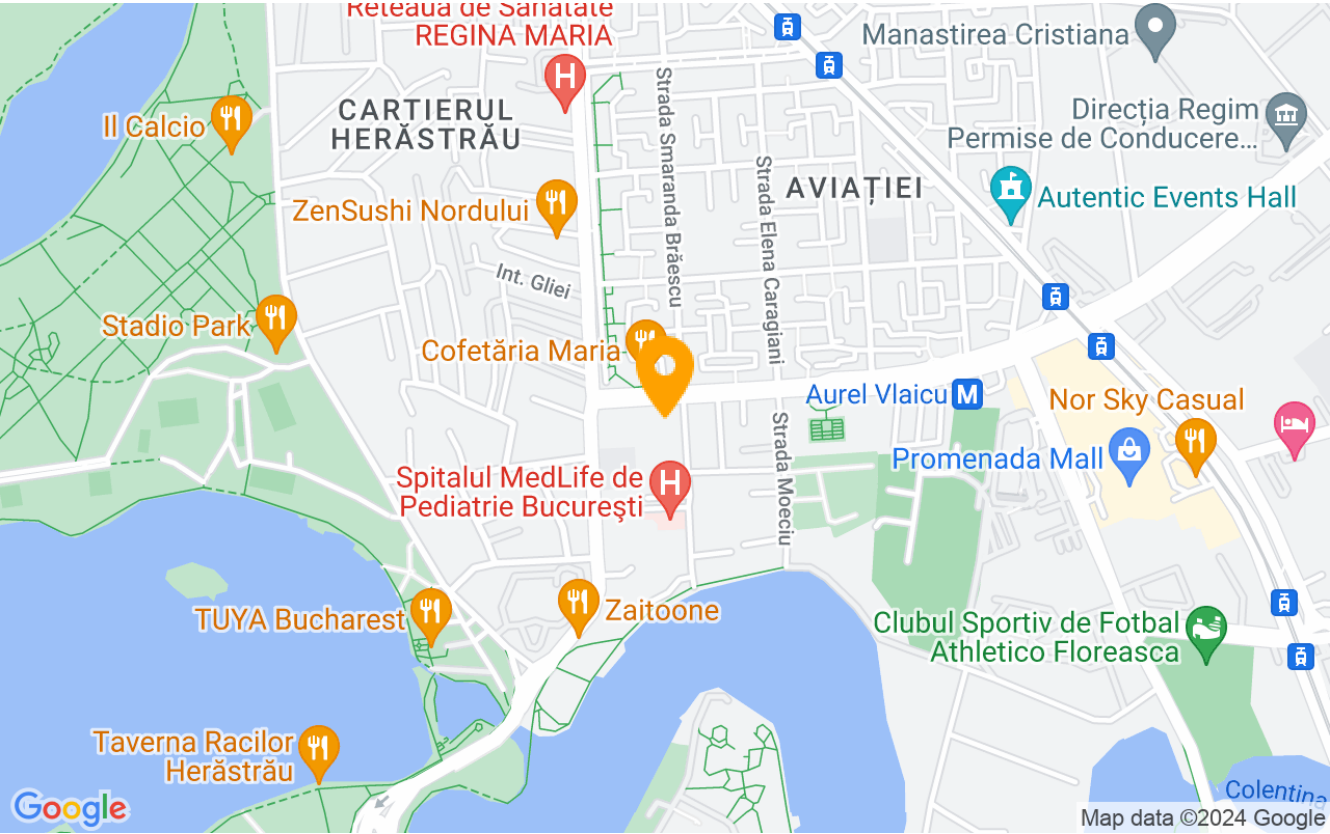 Rețeaua de Sănătate
REGINA MARIA
Manastirea Cristiana
CARTIERUL
HERĂSTRĂU
Il Calcio
Direcția Regim
Permise de Conducere...
Strada Smaranda Brăescu
AVIAȚIEI
Autentic Events Hall
ZenSushi Nordului
Strada Elena Caragiani
Int. Gliei
Stadio Park
Cofetăria Maria
Aurel Vlaicu M
Nor Sky Casual
Promenada Mall
Spitalul MedLife de
Pediatrie București
Strada Moeciu
TUYA Bucharest
Zaitoone
Clubul Sportiv de Fotbal
Athletico Floreasca
Taverna Racilor
Herăstrău
Colentina
Google
Map data ©2024 Google